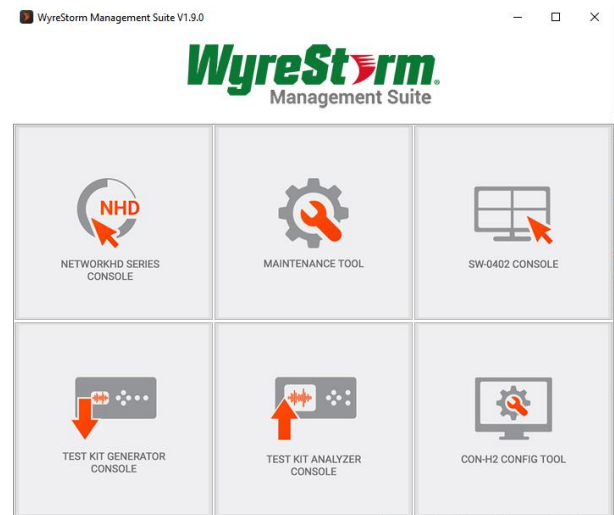 WyreStorm Management Suite V1.9.0
WyreStorm.
Management Suite
NHD
NETWORKHD SERIES
CONSOLE
MAINTENANCE TOOL
SW-0402 CONSOLE
TEST KIT GENERATOR
CONSOLE
TEST KIT ANALYZER
CONSOLE
CON-H2 CONFIG TOOL